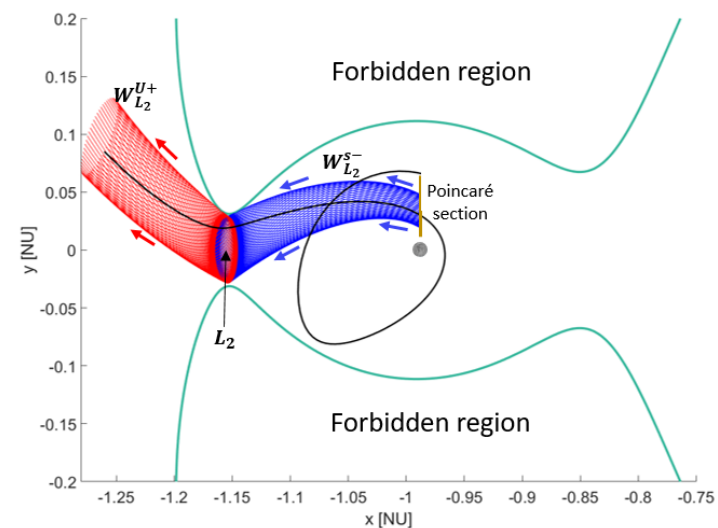 0.2
0.15
0.1
0.05
0
-0.05
-0.1
-0.15
-0.2
y [NU]
Forbidden region
W_{L_2}^{U+}
W_{L_2}^{s-}
Poincaré
section
L_2
Forbidden region
-1.25 -1.2 -1.15 -1.1 -1.05 -1 -0.95 -0.9 -0.85 -0.8 -0.75
x [NU]